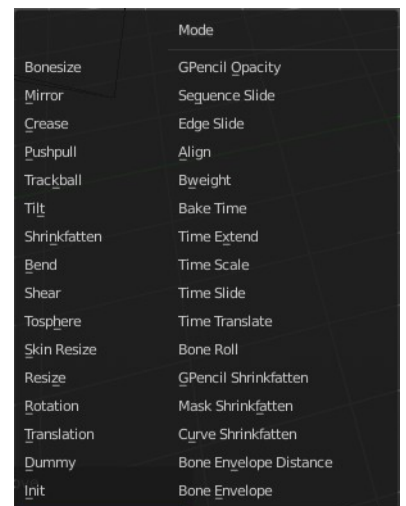 Mode
Bonesize
Mirror
Crease
Pushpull
Trackball
Tilt
Shrinkfatten
Bend
Shear
Tosphere
Skin Resize
Resize
Rotation
Translation
Dummy
Init
GPencil Opacity
Sequence Slide
Edge Slide
Align
Bweight
Bake Time
Time Extend
Time Scale
Time Slide
Time Translate
Bone Roll
GPencil Shrinkfatten
Mask Shrinkfatten
Curve Shrinkfatten
Bone Envelope Distance
Bone Envelope